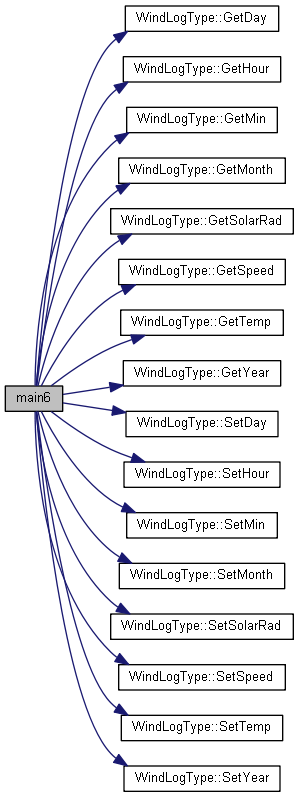 WindLogType::GetDay
WindLogType::GetHour
WindLogType::GetMin
WindLogType::GetMonth
WindLogType::GetSolarRad
WindLogType::GetSpeed
WindLogType::GetTemp
WindLogType::GetYear
main6
WindLogType::SetDay
WindLogType::SetHour
WindLogType::SetMin
WindLogType::SetMonth
WindLogType::SetSolarRad
WindLogType::SetSpeed
WindLogType::SetTemp
WindLogType::SetYear